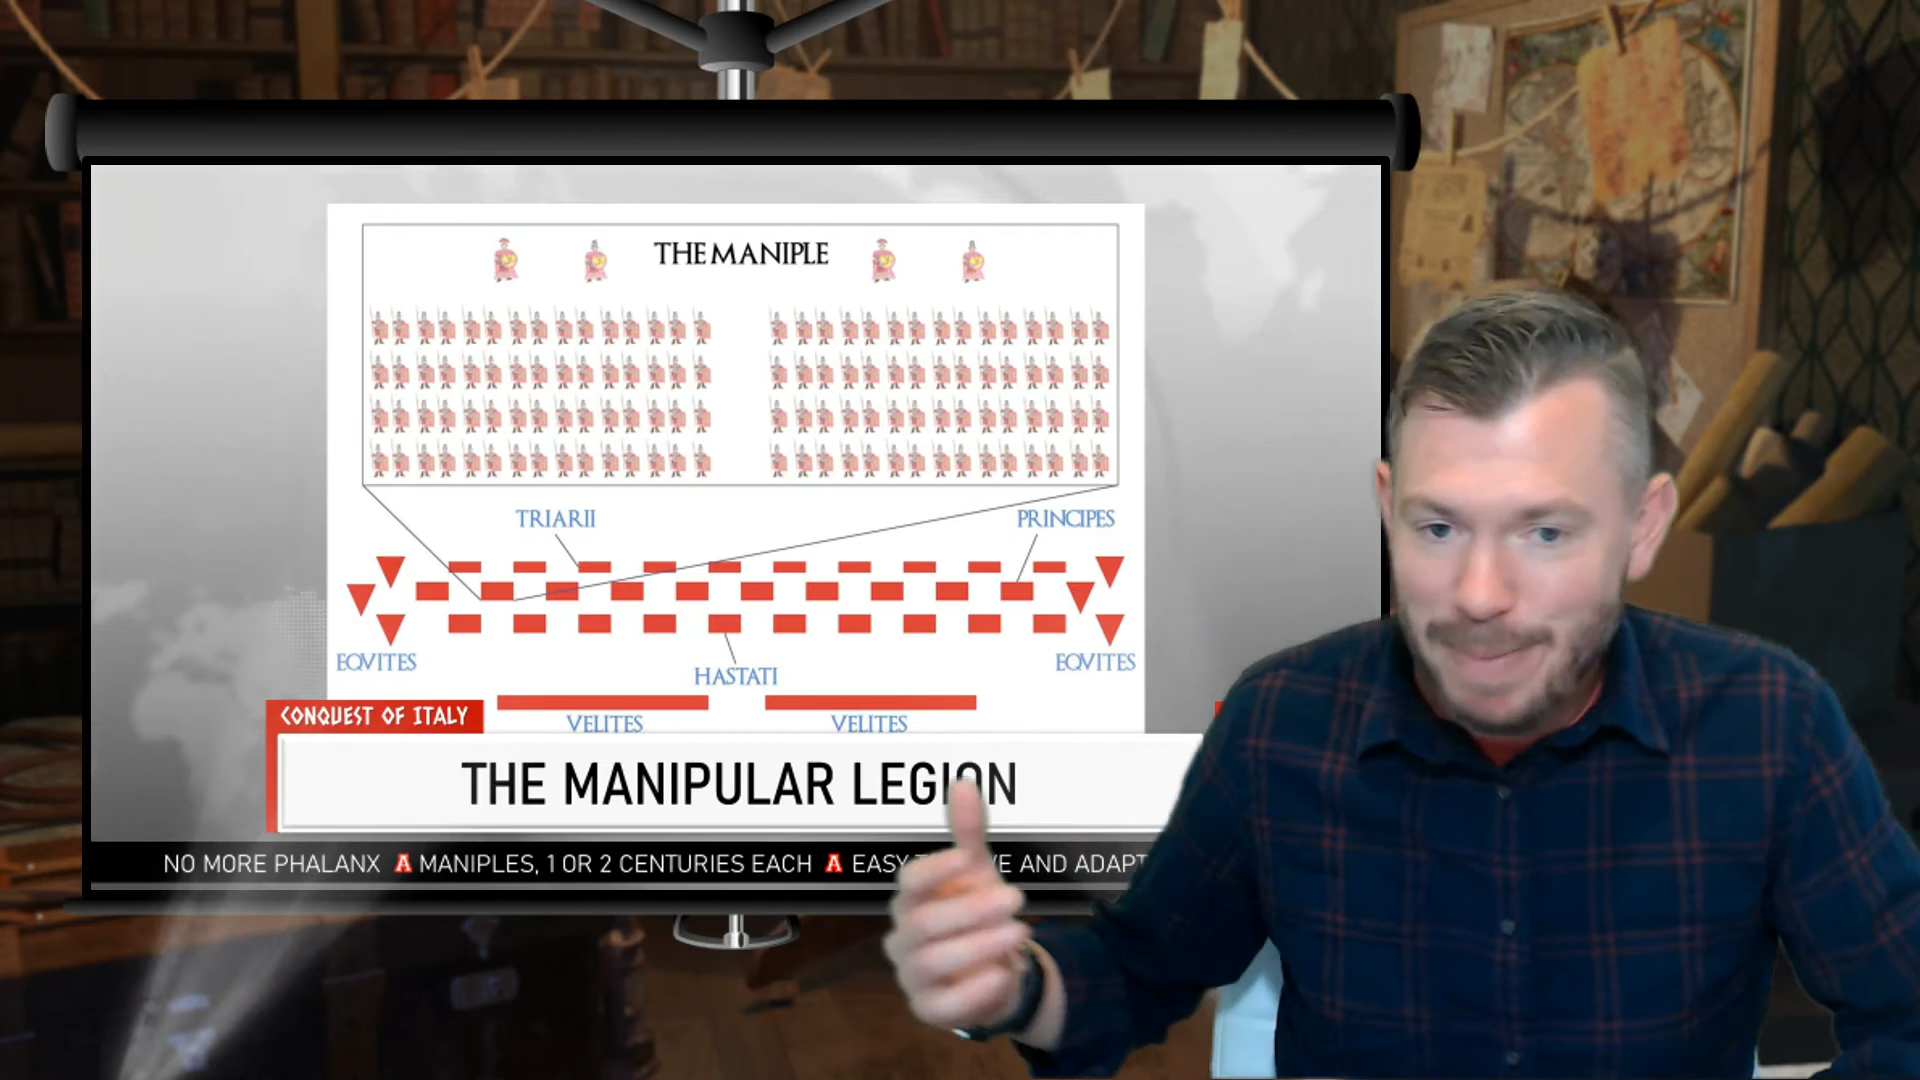 THE MANIPLE
TRIARII
PRINCIPES
EQVITES
EQVITES
HASTATI
VELITES
VELITES
CONQUEST OF ITALY
THE MANIPULAR LEGION
NO MORE PHALANX A MANIPLES, 1 OR 2 CENTURIES EACH A EASY AND ADAPT